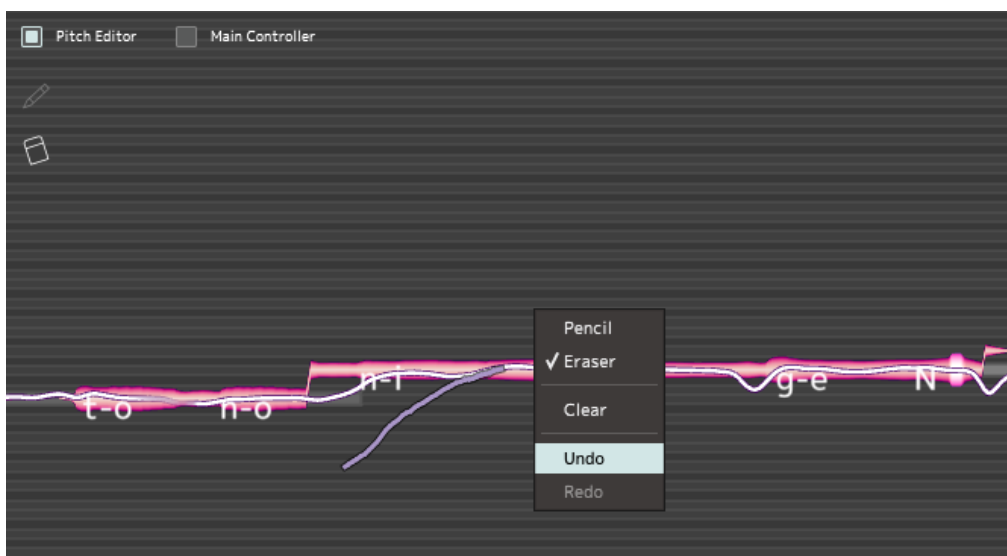 Pitch Editor Main Controller
t-o n-o n-i g-e N
Pencil
✓ Eraser
Clear
Undo
Redo